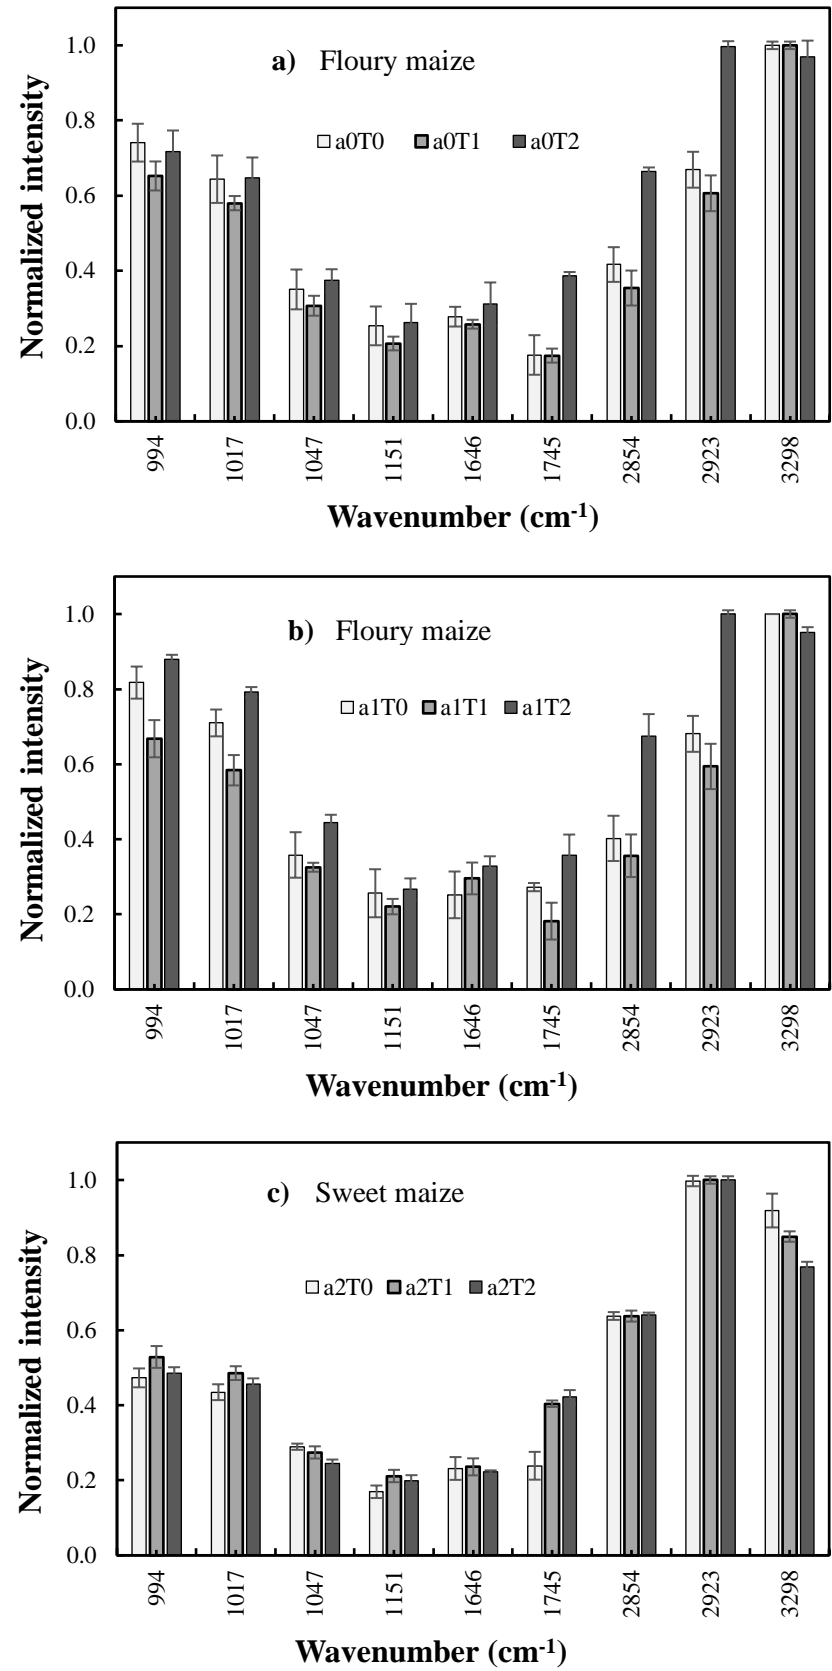 a) Floury maize
a0T0 a0T1 a0T2
Normalized intensity
1.0
0.8
0.6
0.4
0.2
0.0
994 1017 1047 1151 1646 1745 2854 2923 3298
Wavenumber (cm-1)
b) Floury maize
a1T0 a1T1 a1T2
Normalized intensity
1.0
0.8
0.6
0.4
0.2
0.0
994 1017 1047 1151 1646 1745 2854 2923 3298
Wavenumber (cm-1)
c) Sweet maize
a2T0 a2T1 a2T2
Normalized intensity
1.0
0.8
0.6
0.4
0.2
0.0
994 1017 1047 1151 1646 1745 2854 2923 3298
Wavenumber (cm-1)